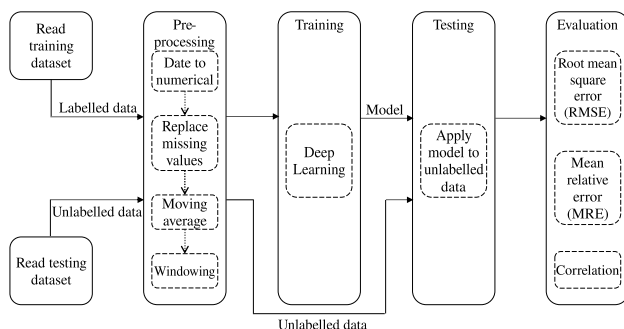 Read
training
dataset
Labelled data
Unlabelled data
Read testing
dataset
Pre-
processing
Date to
numerical
Replace
missing
values
Moving
average
Windowing
Training
Deep
Learning
Model
Unlabelled data
Testing
Apply
model to
unlabelled
data
Evaluation
Root mean
square
error
(RMSE)
Mean
relative
error
(MRE)
Correlation